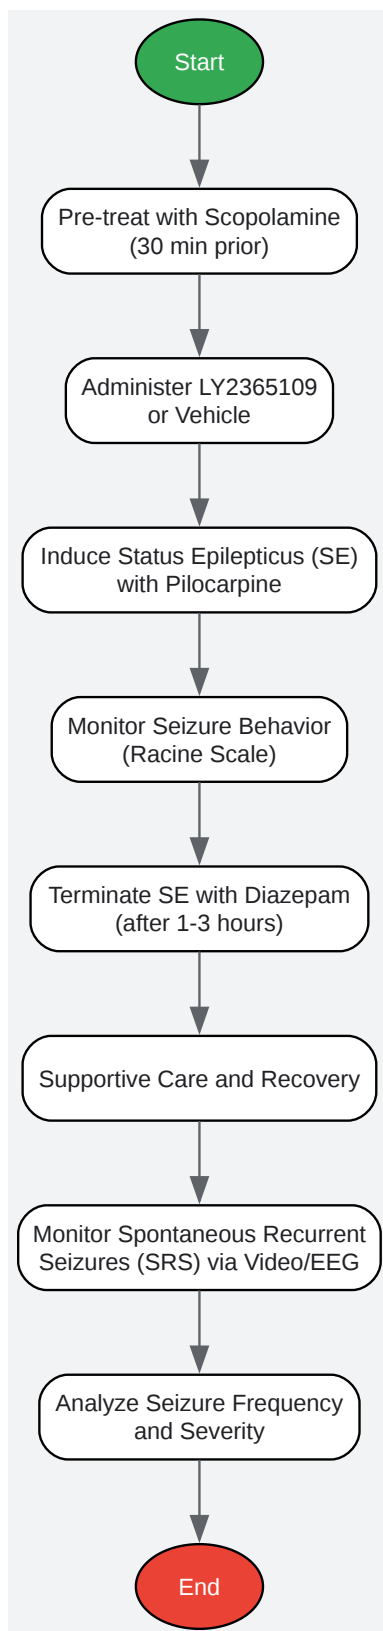 Start
Pre-treat with Scopolamine
(30 min prior)
Administer LY2365109
or Vehicle
Induce Status Epilepticus (SE)
with Pilocarpine
Monitor Seizure Behavior
(Racine Scale)
Terminate SE with Diazepam
(after 1-3 hours)
Supportive Care and Recovery
Monitor Spontaneous Recurrent
Seizures (SRS) via Video/EEG
Analyze Seizure Frequency
and Severity
End